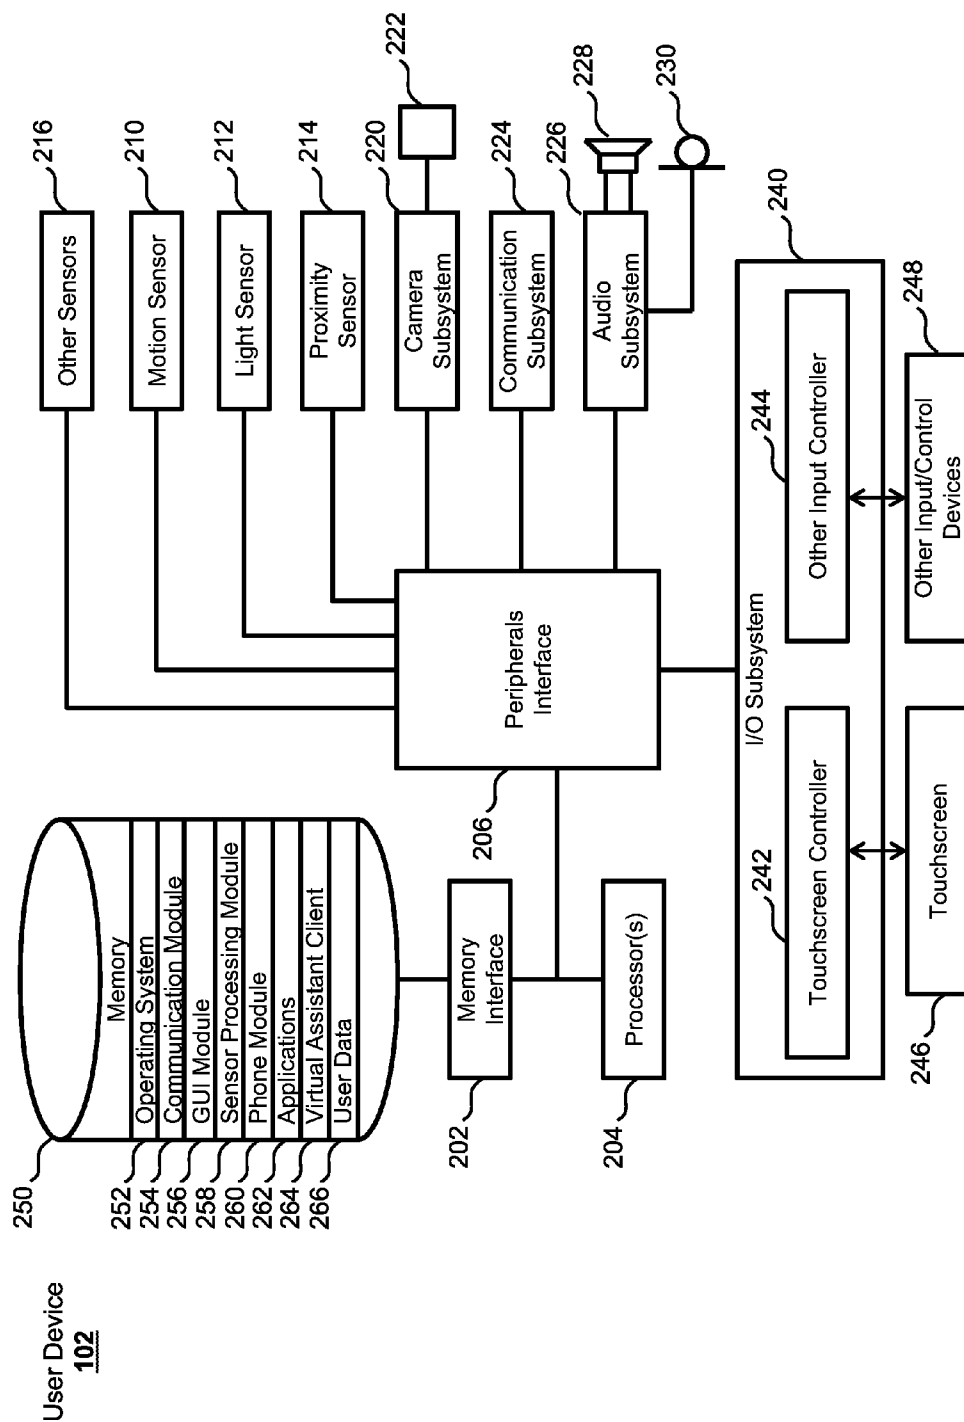 User Device
102
250
Memory
252
Operating System
254
Communication Module
256
GUI Module
258
Sensor Processing Module
260
Phone Module
262
Applications
264
Virtual Assistant Client
266
User Data
216
Other Sensors
210
Motion Sensor
212
Light Sensor
214
Proximity
Sensor
220
Camera
Subsystem
222
224
Communication
Subsystem
226
Audio
Subsystem
228
230
202
Memory
Interface
204
Processor(s)
206
Peripherals
Interface
240
I/O Subsystem
242
Touchscreen Controller
244
Other Input Controller
246
Touchscreen
248
Other Input/Control
Devices